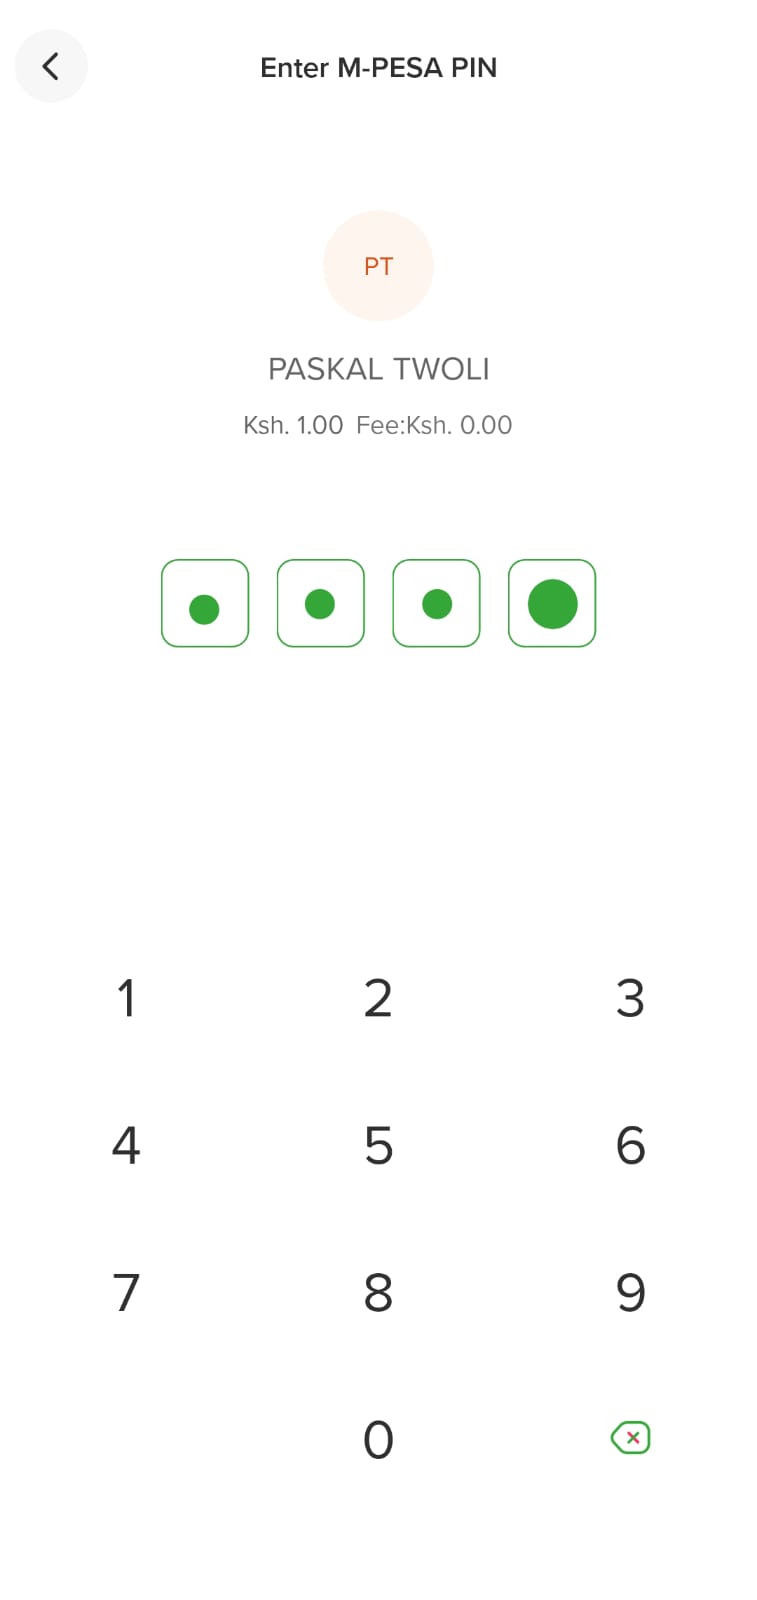 Enter M-PESA PIN
PT
PASKAL TWOLI
Ksh. 1.00 Fee:Ksh. 0.00
1 2 3
4 5 6
7 8 9
0